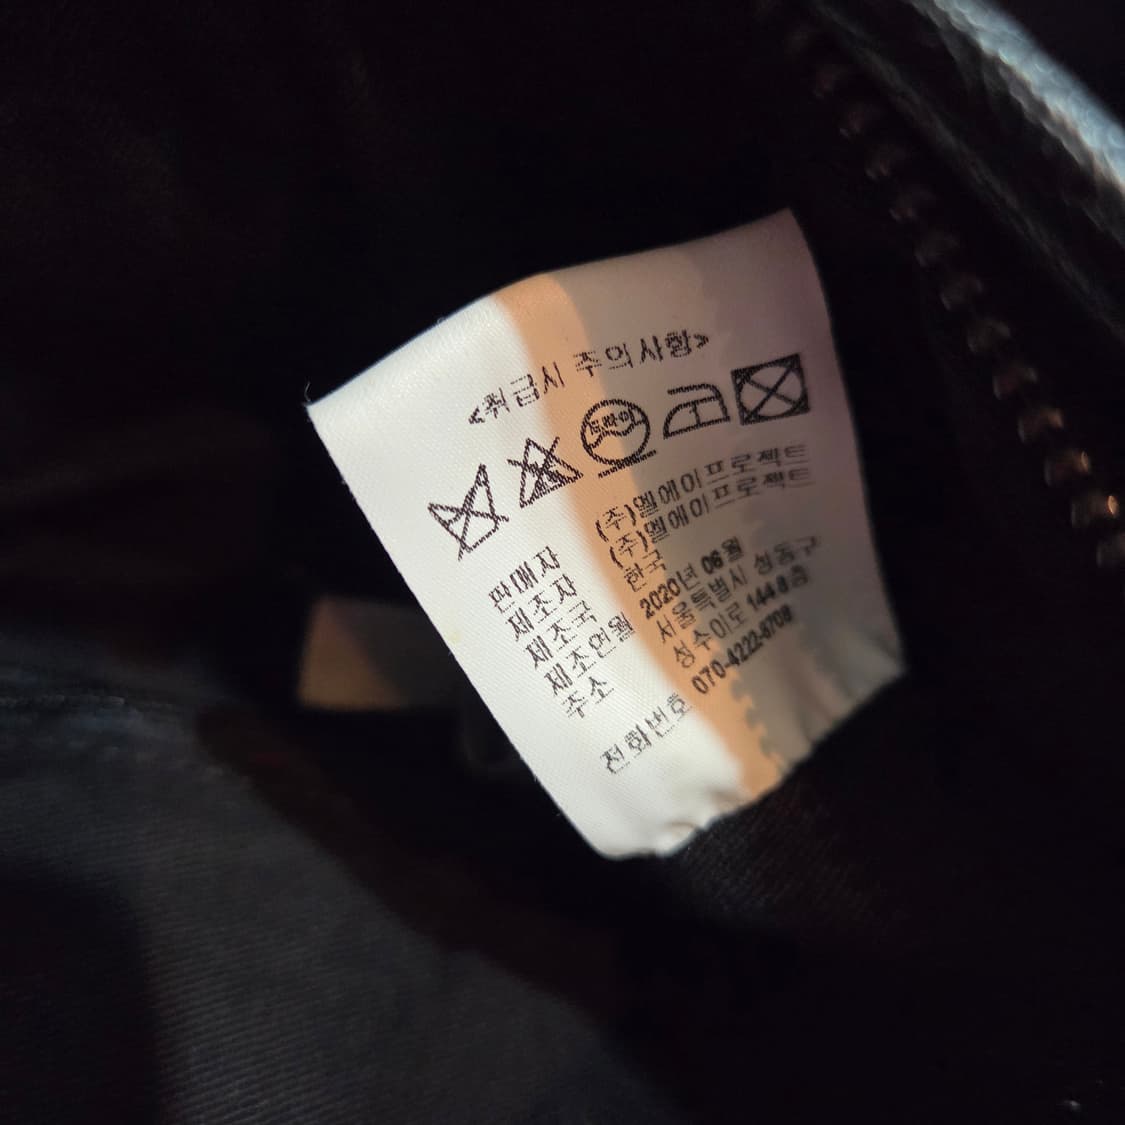 <취급시 주의사항>
드라이
판매자 (주)엘에이프로젝트
제조자 (주)엘에이프로젝트
제조국 한국
제조연월 2020년 06월
주소 서울특별시 성동구
성수이로 144 8층
전화번호 070-4222-8708